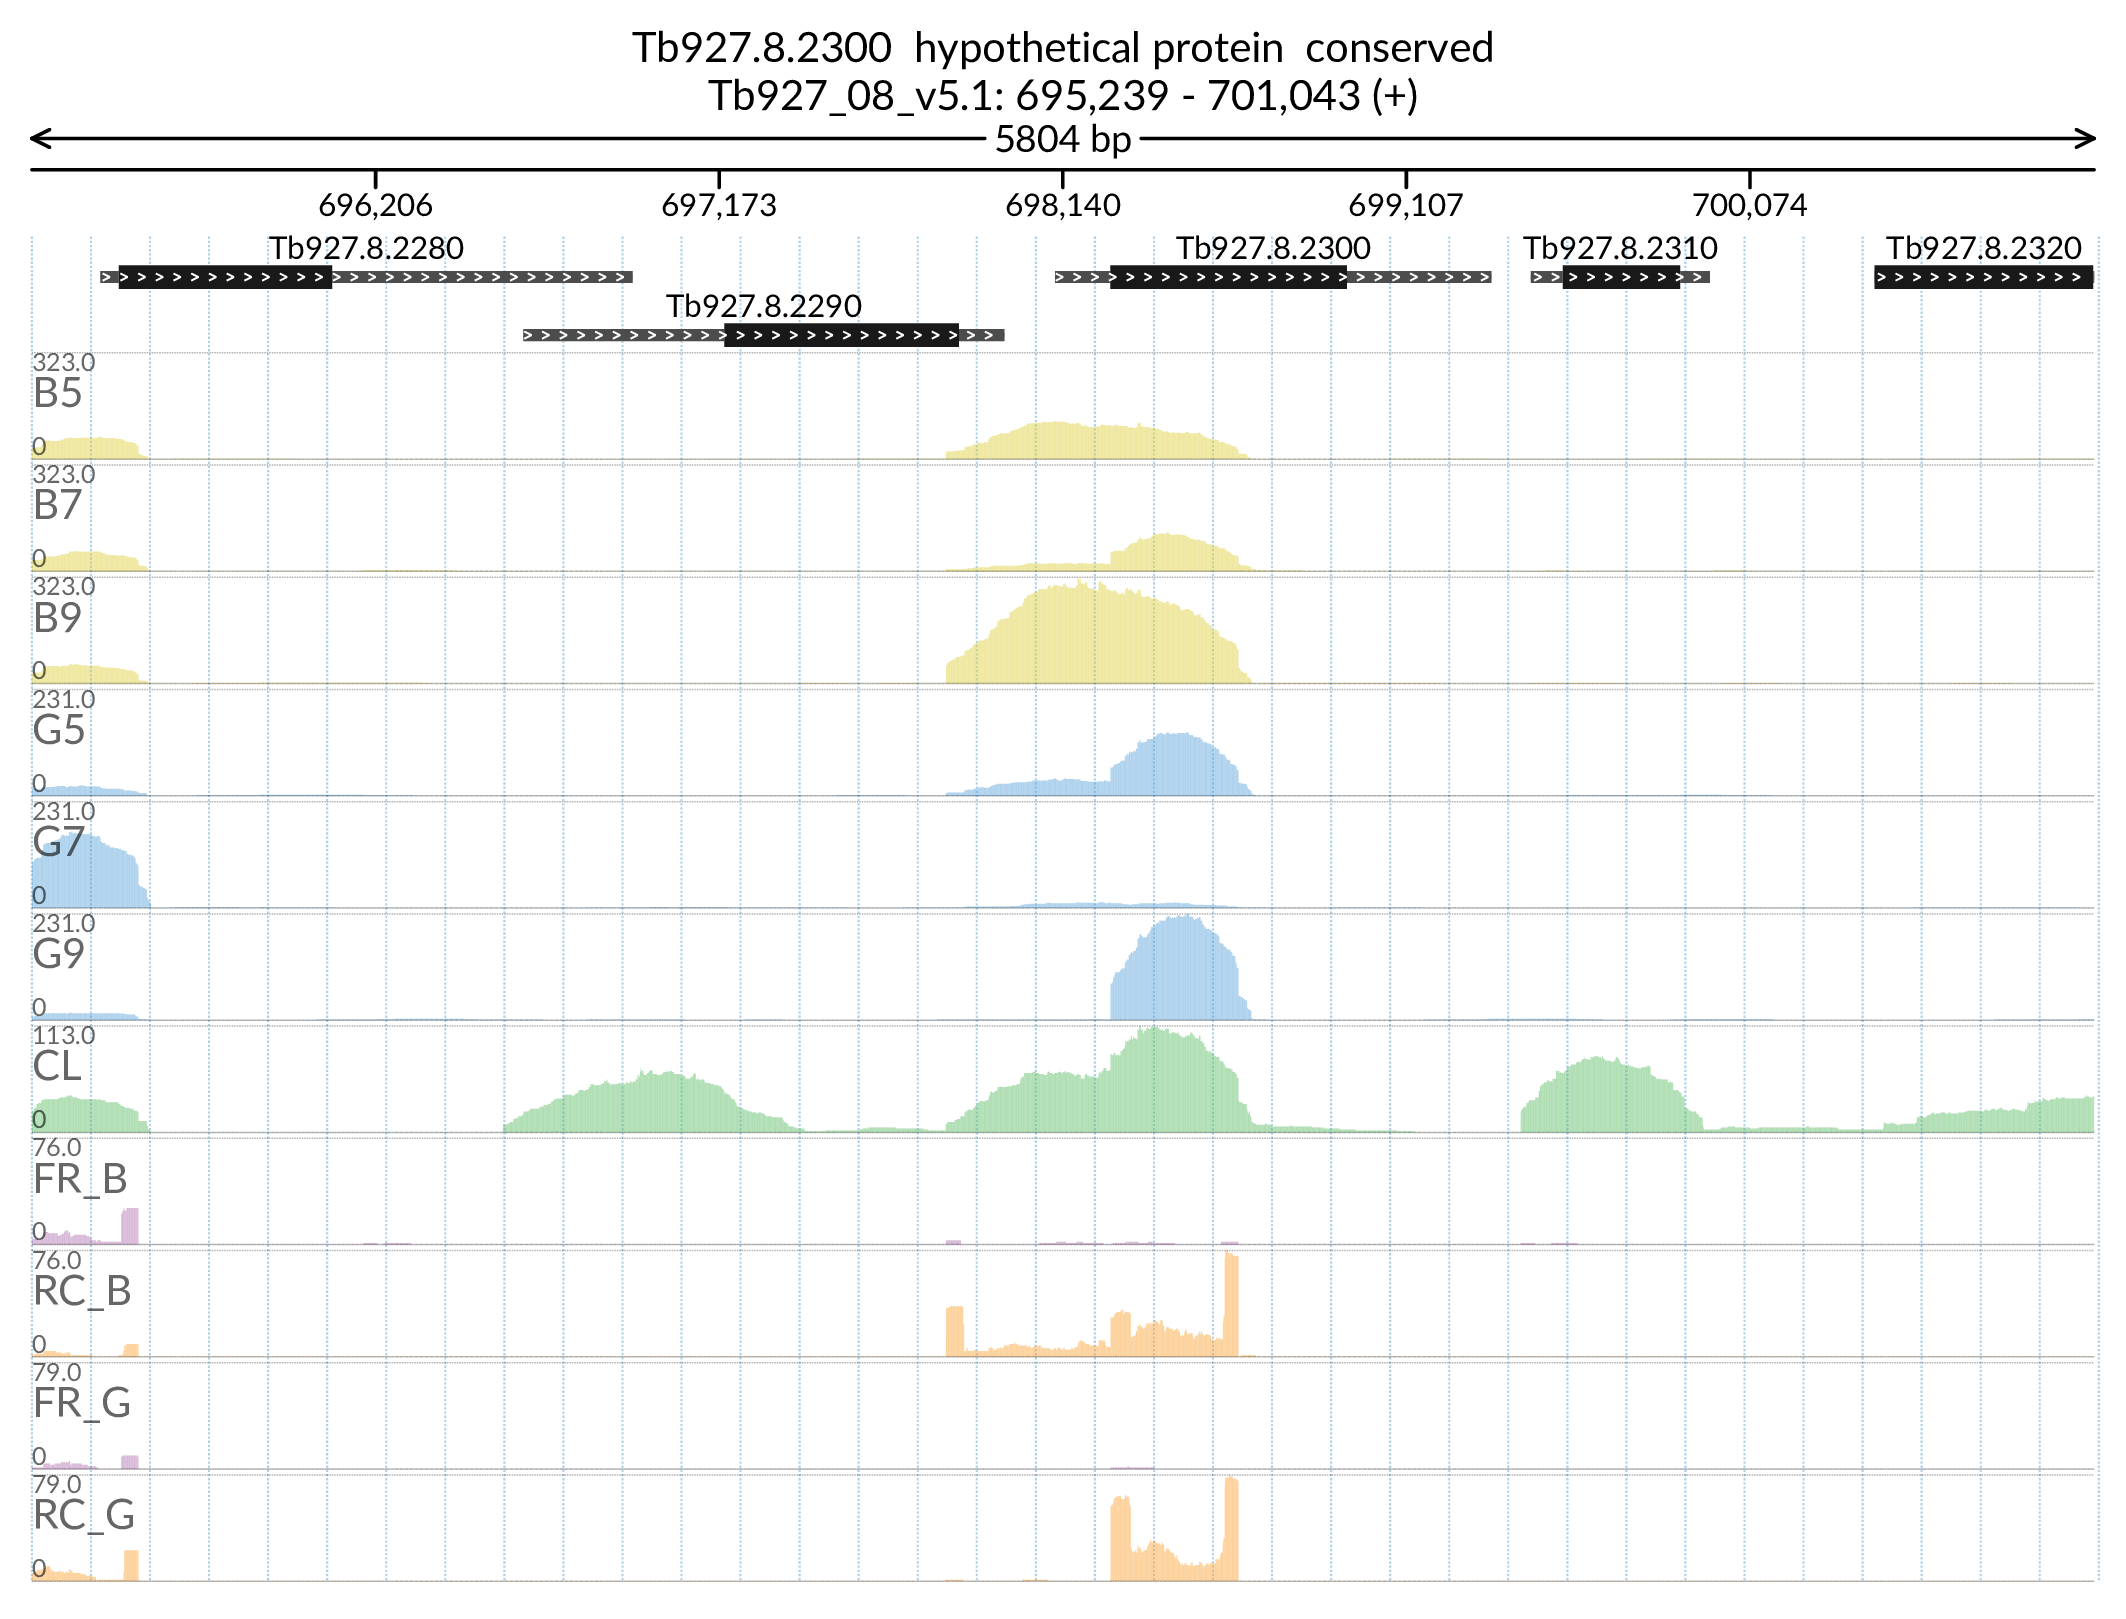 Tb927.8.2300  hypothetical protein  conserved
Tb927_08_v5.1: 695,239 - 701,043 (+)
5804 bp
696,206 697,173 698,140 699,107 700,074
Tb927.8.2280 Tb927.8.2300 Tb927.8.2310 Tb927.8.2320
Tb927.8.2290
323.0
B5
0
323.0
B7
0
323.0
B9
0
231.0
G5
0
231.0
G7
0
231.0
G9
0
113.0
CL
0
76.0
FR_B
0
76.0
RC_B
0
79.0
FR_G
0
79.0
RC_G
0